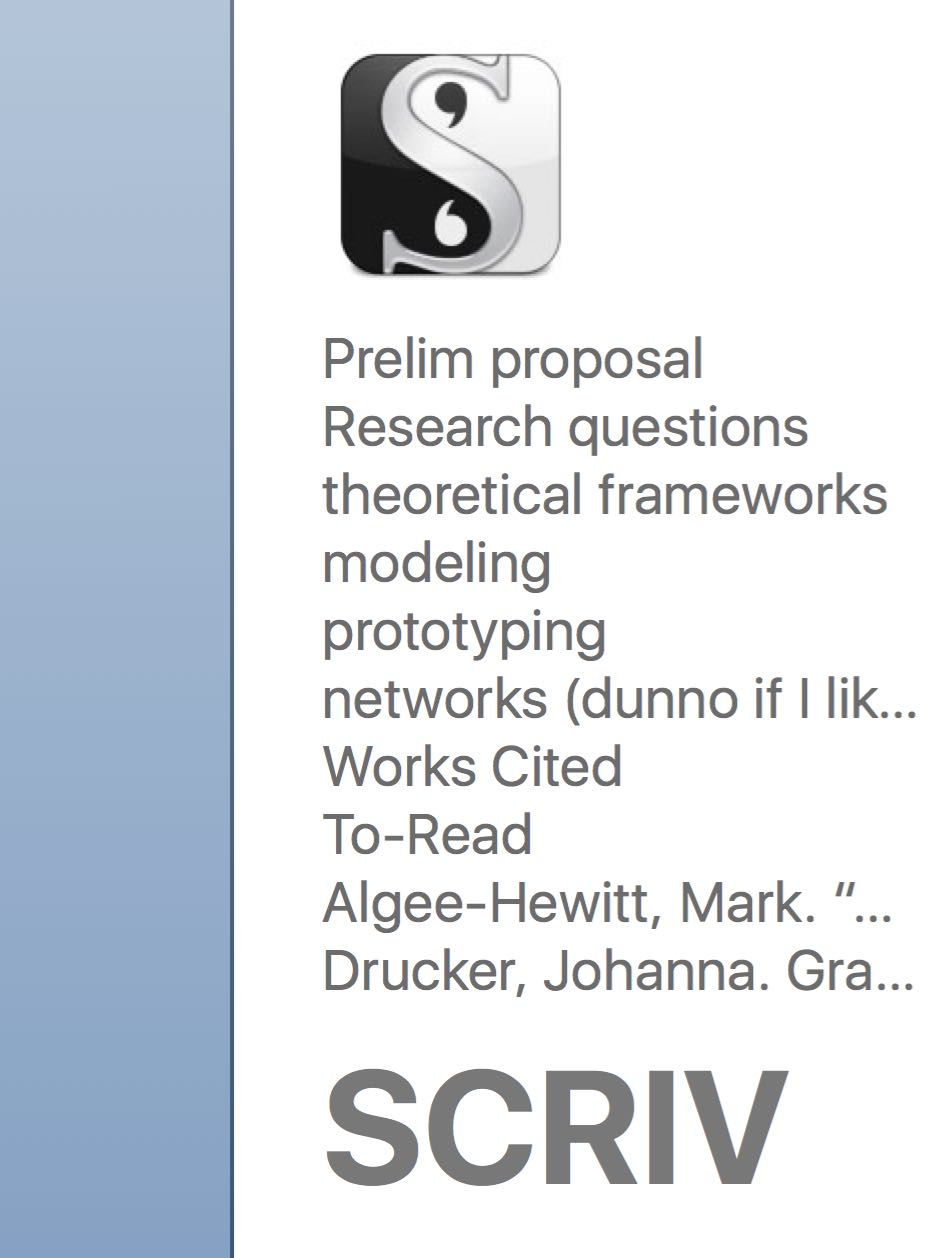 Prelim proposal
Research questions
theoretical frameworks
modeling
prototyping
networks (dunno if I lik...
Works Cited
To-Read
Algee-Hewitt, Mark. “...
Drucker, Johanna. Gra...
SCRIV